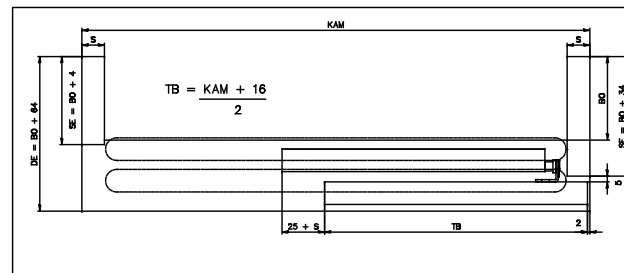 KAM
S
S
TB = KAM + 16
2
DE = BO + 64
SE = BO + 4
BO
SE = BO + 34
5
25 + S
TB
2